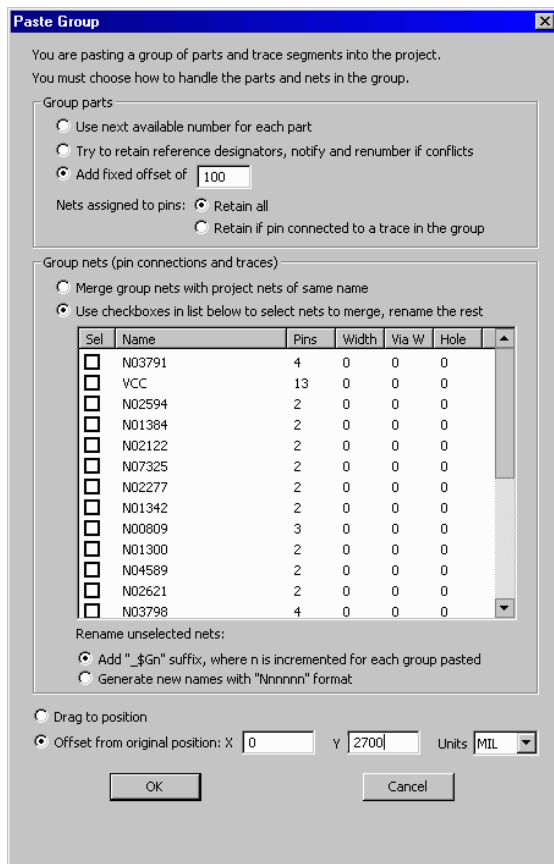 Paste Group
You are pasting a group of parts and trace segments into the project.
You must choose how to handle the parts and nets in the group.
Group parts
Use next available number for each part
Try to retain reference designators, notify and renumber if conflicts
Add fixed offset of 100
Nets assigned to pins: Retain all
Retain if pin connected to a trace in the group
Group nets (pin connections and traces)
Merge group nets with project nets of same name
Use checkboxes in list below to select nets to merge, rename the rest
Sel Name Pins Width Via W Hole
N03791 4 0 0 0
VCC 13 0 0 0
N02594 2 0 0 0
N01384 2 0 0 0
N02122 2 0 0 0
N07325 2 0 0 0
N02277 2 0 0 0
N01342 2 0 0 0
N00809 3 0 0 0
N01300 2 0 0 0
N04589 2 0 0 0
N02621 2 0 0 0
N03798 4 0 0 0
Rename unselected nets:
Add "_$Gn" suffix, where n is incremented for each group pasted
Generate new names with "Nnnnnn" format
Drag to position
Offset from original position: X 0 Y 2700 Units MIL
OK Cancel